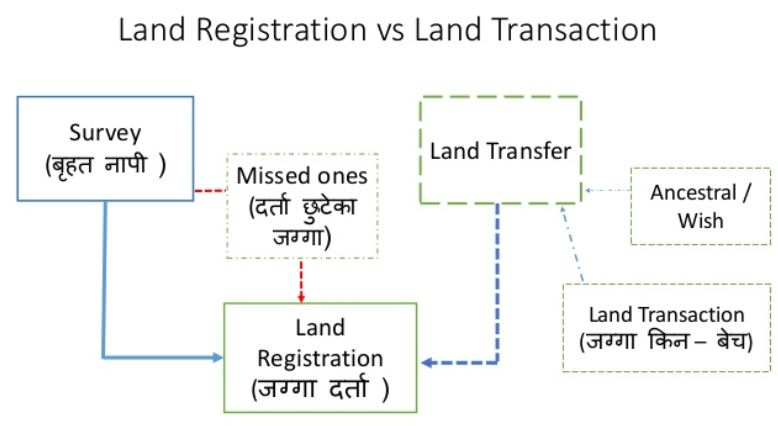 Land Registration vs Land Transaction
Survey
(बृहत नापी )
Missed ones
(दर्ता छुटेका
जग्गा)
Land
Registration
(जग्गा दर्ता )
Land Transfer
Ancestral /
Wish
Land Transaction
(जग्गा किन – बेच)